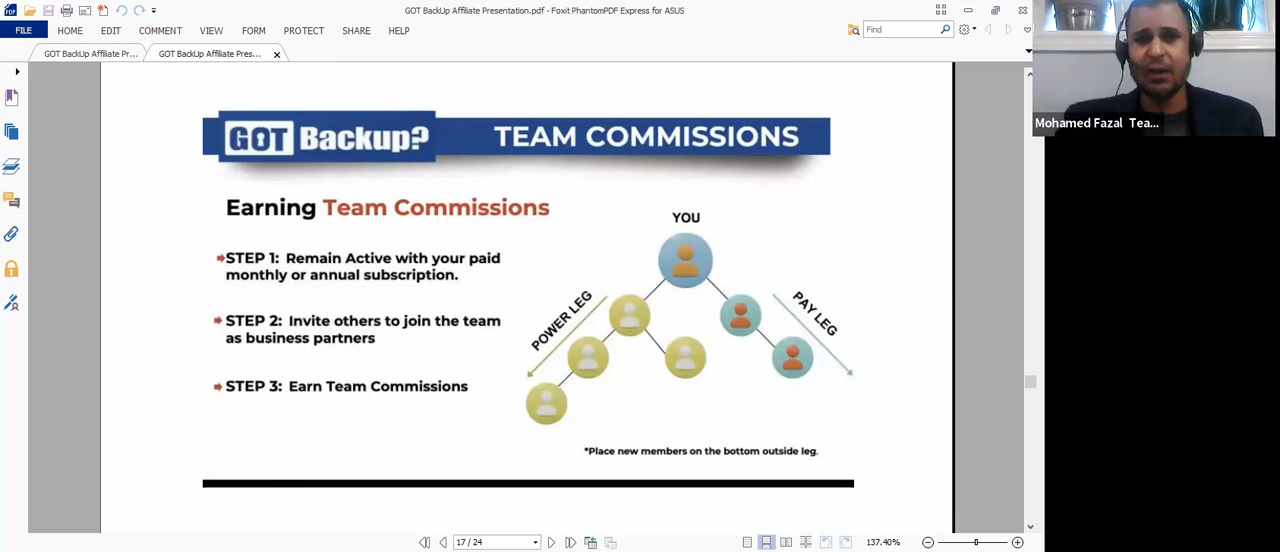 GOT BackUp Affiliate Presentation.pdf - Foxit PhantomPDF Express for ASUS
FILE HOME EDIT COMMENT VIEW FORM PROTECT SHARE HELP
Find
GOT BackUp Affiliate Pr...
GOT BackUp Affiliate Pres...
Mohamed Fazal Tea...
GOT Backup?
TEAM COMMISSIONS
Earning Team Commissions
STEP 1: Remain Active with your paid
monthly or annual subscription.
STEP 2: Invite others to join the team
as business partners
STEP 3: Earn Team Commissions
YOU
POWER LEG
PAY LEG
*Place new members on the bottom outside leg.
17 / 24
137.40%